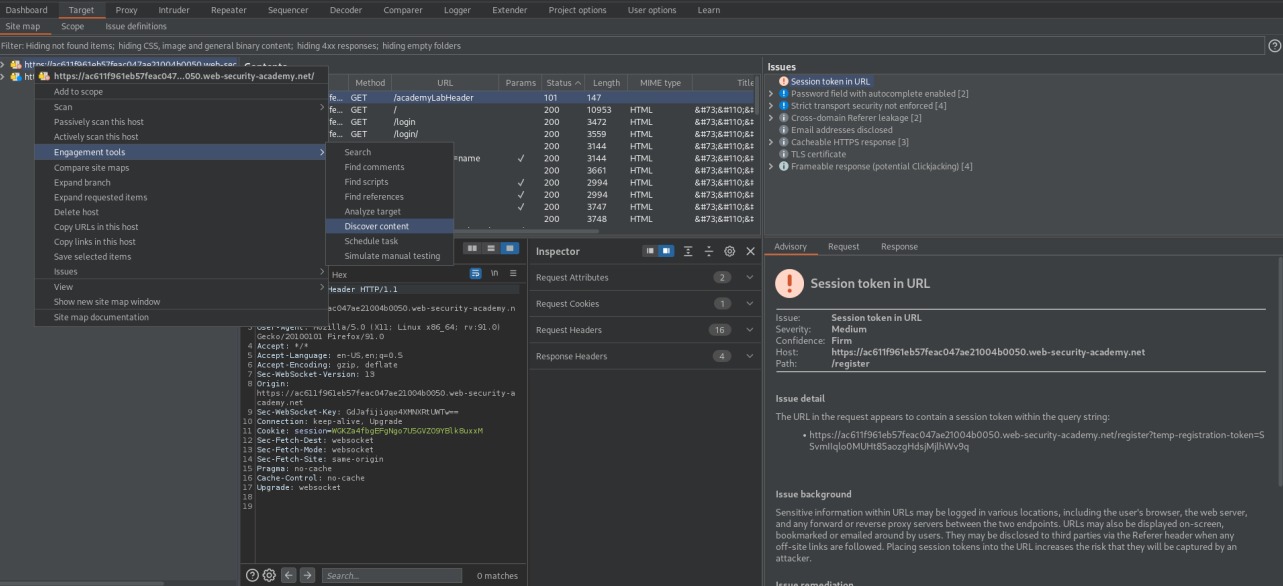 Dashboard Target Proxy Intruder Repeater Sequencer Decoder Comparer Logger Extender Project options User options Learn
Site map Scope Issue definitions
Filter: Hiding not found items; hiding CSS, image and general binary content; hiding 4xx responses; hiding empty folders
https://ac611f961eb57feac047ae21004b0050.web-sec
https://ac611f961eb57feac047...050.web-security-academy.net/
Add to scope
Scan
Passively scan this host
Actively scan this host
Engagement tools
Compare site maps
Expand branch
Expand requested items
Delete host
Copy URLs in this host
Copy links in this host
Save selected items
Issues
View
Show new site map window
Site map documentation
Search
Find comments
Find scripts
Find references
Analyze target
Discover content
Schedule task
Simulate manual testing
Contents
Method URL Params Status Length MIME type Title
fe... GET /academyLabHeader 101 147
fe... GET / 200 10953 HTML &#73;&#110;&#
fe... GET /login 200 3472 HTML &#73;&#110;&#
fe... GET /login/ 200 3559 HTML &#73;&#110;&#
200 3144 HTML &#73;&#110;&#
=name ✓ 200 3144 HTML &#73;&#110;&#
200 3661 HTML &#73;&#110;&#
✓ 200 2994 HTML &#73;&#110;&#
✓ 200 2994 HTML &#73;&#110;&#
✓ 200 3747 HTML &#73;&#110;&#
200 3748 HTML &#73;&#110;&#
Hex \n
Header HTTP/1.1
ac047ae21004b0050.web-security-academy.n
3 User-Agent: Mozilla/5.0 (X11; Linux x86_64; rv:91.0)
Gecko/20100101 Firefox/91.0
4 Accept: */*
5 Accept-Language: en-US,en;q=0.5
6 Accept-Encoding: gzip, deflate
7 Sec-WebSocket-Version: 13
8 Origin:
https://ac611f961eb57feac047ae21004b0050.web-security-a
cademy.net
9 Sec-WebSocket-Key: GdJafijigqo4XMNXRtUWTw==
10 Connection: keep-alive, Upgrade
11 Cookie: session=WGKZa4fbgEFgNgo7U5GVZO9YBlk8uxxM
12 Sec-Fetch-Dest: websocket
13 Sec-Fetch-Mode: websocket
14 Sec-Fetch-Site: same-origin
15 Pragma: no-cache
16 Cache-Control: no-cache
17 Upgrade: websocket
18
19
Search... 0 matches
Inspector
Request Attributes 2
Request Cookies 1
Request Headers 16
Response Headers 4
Issues
Session token in URL
Password field with autocomplete enabled [2]
Strict transport security not enforced [4]
Cross-domain Referer leakage [2]
Email addresses disclosed
Cacheable HTTPS response [3]
TLS certificate
Frameable response (potential Clickjacking) [4]
Advisory Request Response
Session token in URL
Issue: Session token in URL
Severity: Medium
Confidence: Firm
Host: https://ac611f961eb57feac047ae21004b0050.web-security-academy.net
Path: /register
Issue detail
The URL in the request appears to contain a session token within the query string:
• https://ac611f961eb57feac047ae21004b0050.web-security-academy.net/register?temp-registration-token=S
SvmIIqlo0MUHt85aozgHdsjMjlhWv9q
Issue background
Sensitive information within URLs may be logged in various locations, including the user's browser, the web server,
and any forward or reverse proxy servers between the two endpoints. URLs may also be displayed on-screen,
bookmarked or emailed around by users. They may be disclosed to third parties via the Referer header when any
off-site links are followed. Placing session tokens into the URL increases the risk that they will be captured by an
attacker.
Issue remediation